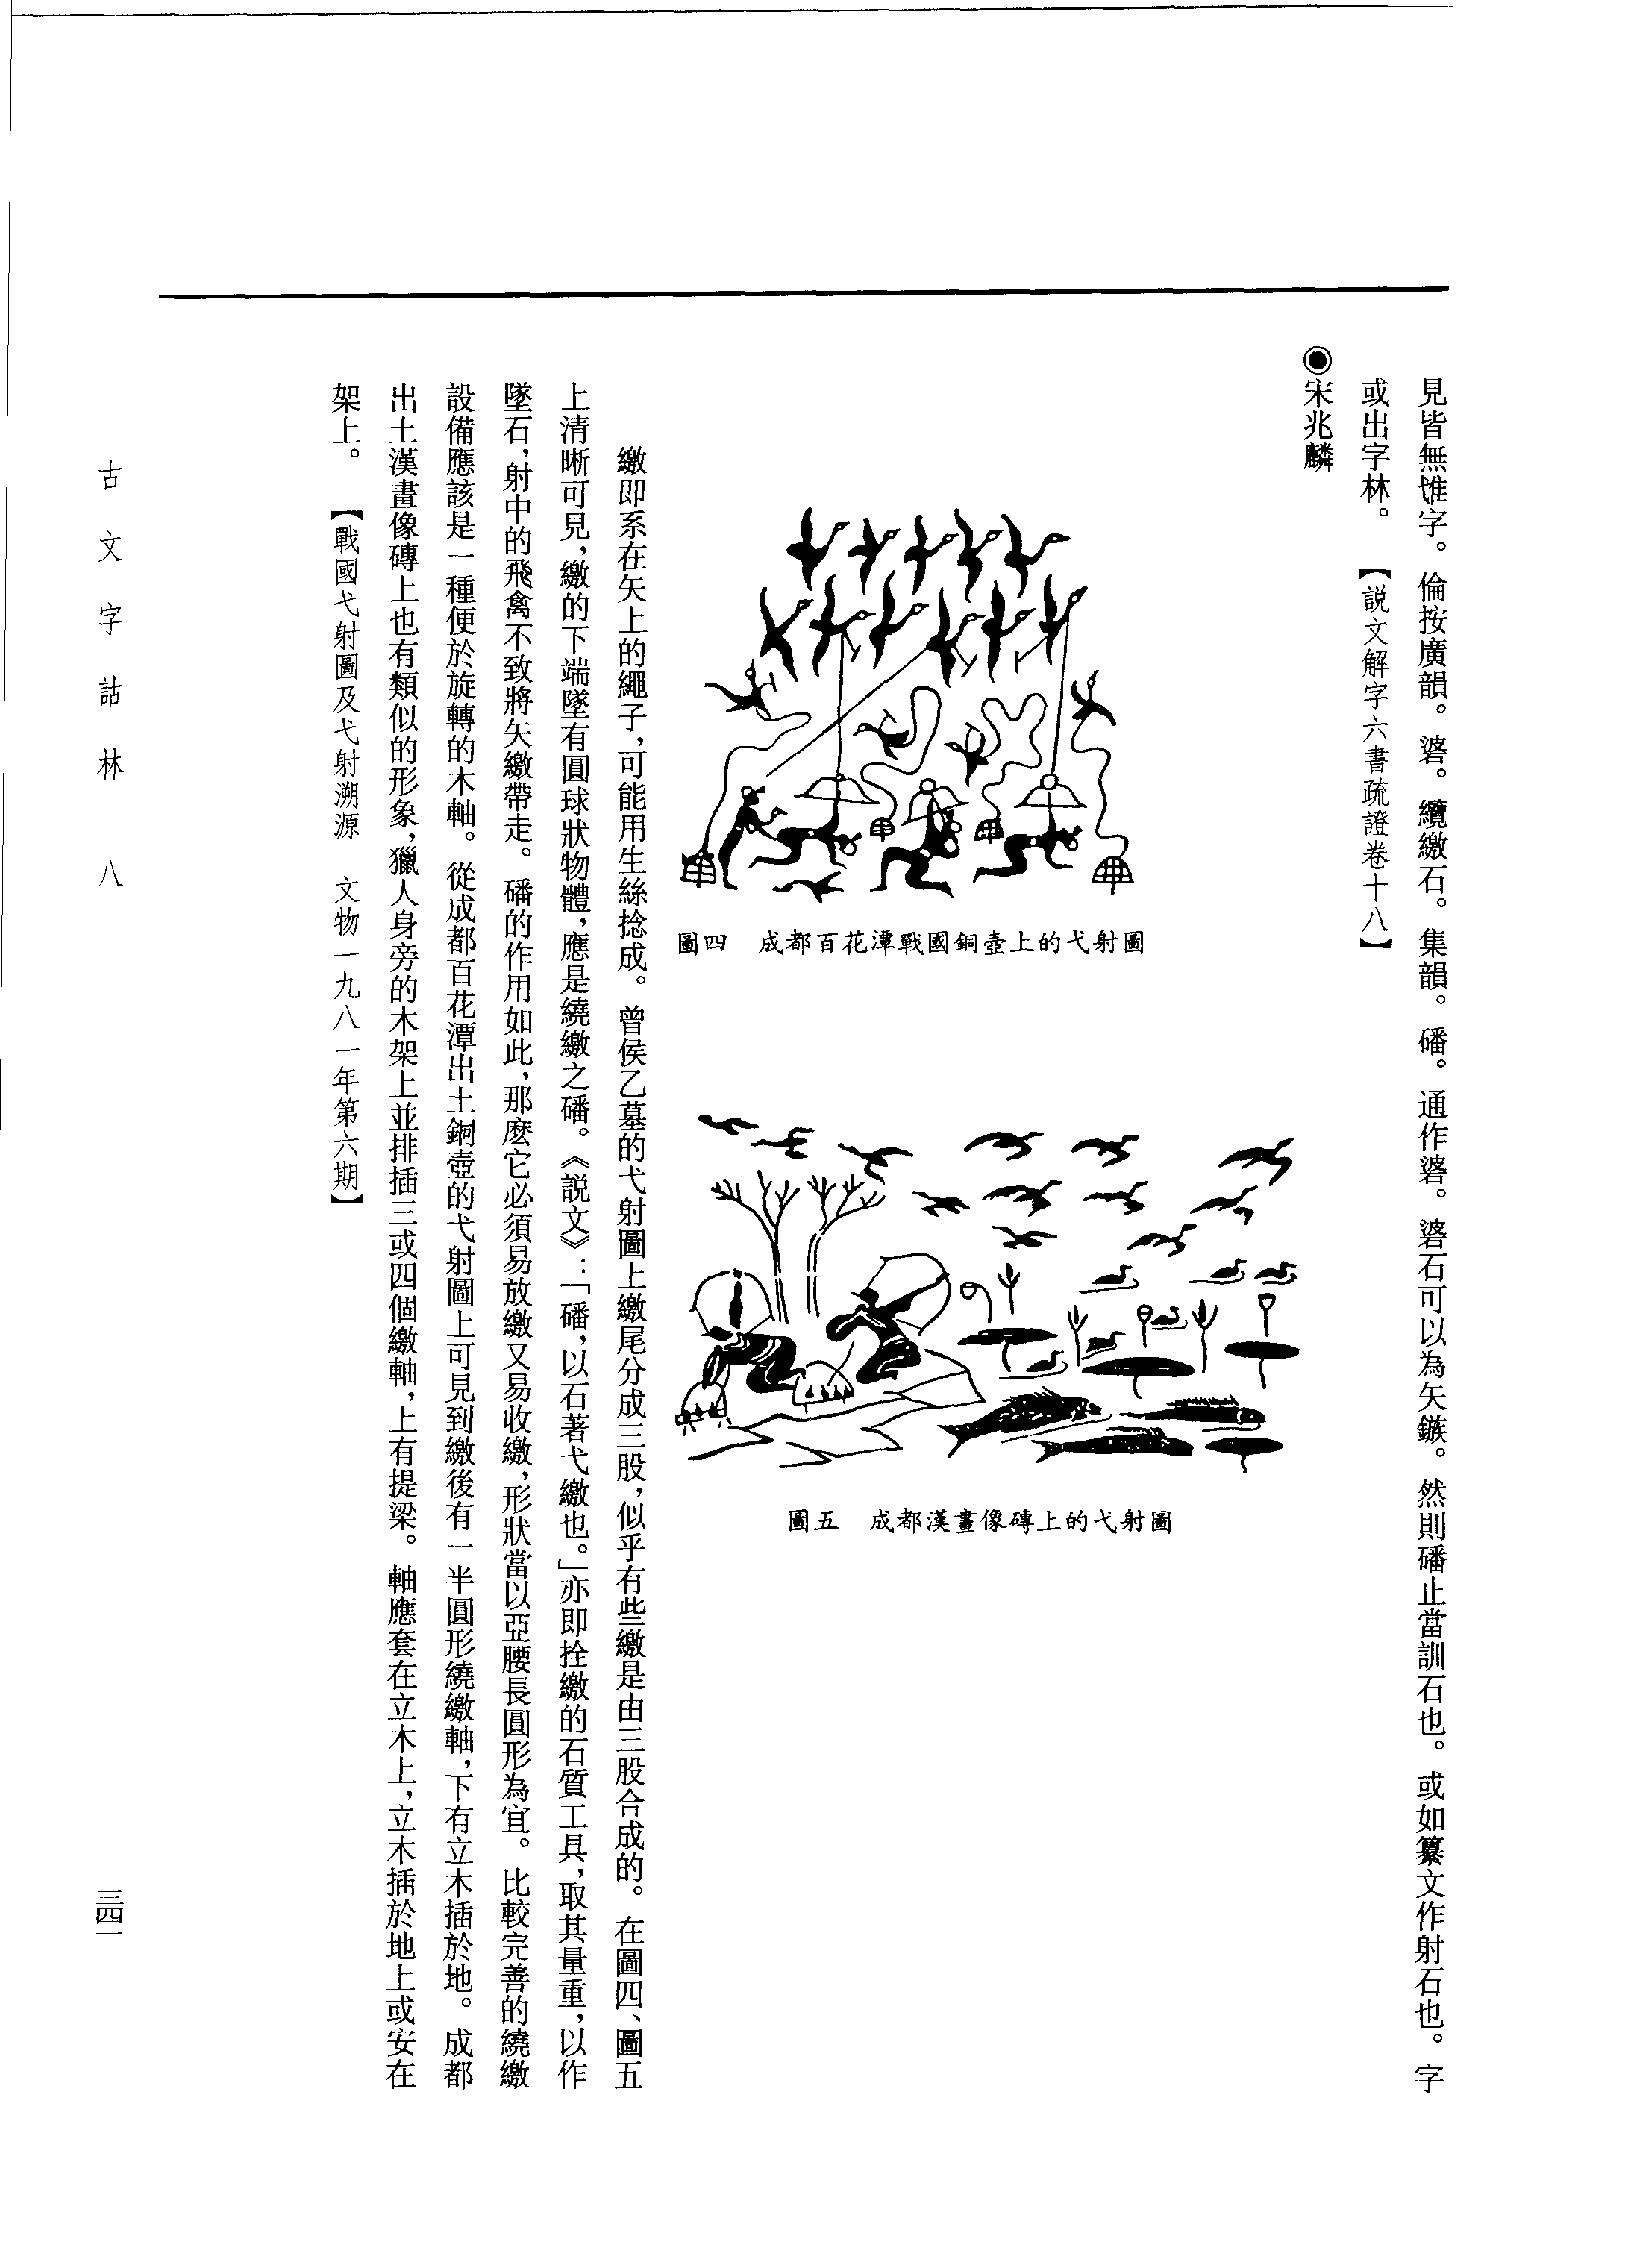 見皆無惟字。倫按廣韻。磻。纜繳石。集韻。磻。通作碆。碆石可以為矢鏃。然則磻止當訓石也。或如纂文作射石也。字
或出字林。 【説文解字六書疏證卷十八】
◉宋兆麟
圖四 成都百花潭戰國銅壺上的弋射圖
圖五 成都漢畫像磚上的弋射圖
繳即系在矢上的繩子，可能用生絲捻成。曾侯乙墓的弋射圖上繳尾分成三股，似乎有些繳是由三股合成的。在圖四、圖五
上清晰可見，繳的下端墜有圓球狀物體，應是繞繳之磻。《説文》：「磻，以石著弋繳也。」亦即拴繳的石質工具，取其量重，以作
墜石，射中的飛禽不致將矢繳帶走。磻的作用如此，那麽它必須易放繳又易收繳，形狀當以亞腰長圓形為宜。比較完善的繞繳
設備應該是一種便於旋轉的木軸。從成都百花潭出土銅壺的弋射圖上可見到繳後有一半圓形繞繳軸，下有立木插於地。成都
出土漢畫像磚上也有類似的形象，獵人身旁的木架上並排插三或四個繳軸，上有提梁。軸應套在立木上，立木插於地上或安在
架上。 【戰國弋射圖及弋射溯源 文物一九八一年第六期】
古文字詁林 八
三四一